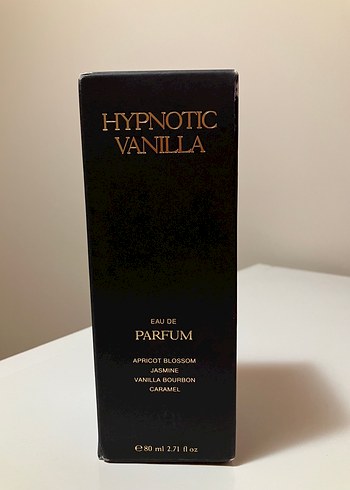 HYPNOTIC
VANILLA
EAU DE
PARFUM
APRICOT BLOSSOM
JASMINE
VANILLA BOURBON
CARAMEL
℮80 ml 2.71 fl oz